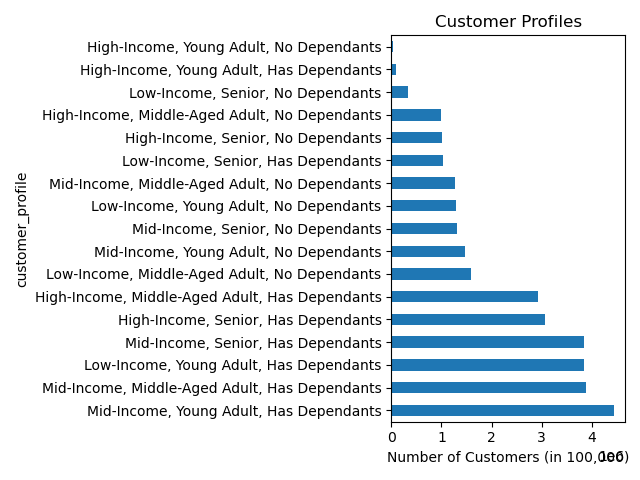 Customer Profiles
High-Income, Young Adult, No Dependants
High-Income, Young Adult, Has Dependants
Low-Income, Senior, No Dependants
High-Income, Middle-Aged Adult, No Dependants
High-Income, Senior, No Dependants
Low-Income, Senior, Has Dependants
Mid-Income, Middle-Aged Adult, No Dependants
Low-Income, Young Adult, No Dependants
Mid-Income, Senior, No Dependants
Mid-Income, Young Adult, No Dependants
Low-Income, Middle-Aged Adult, No Dependants
High-Income, Middle-Aged Adult, Has Dependants
High-Income, Senior, Has Dependants
Mid-Income, Senior, Has Dependants
Low-Income, Young Adult, Has Dependants
Mid-Income, Middle-Aged Adult, Has Dependants
Mid-Income, Young Adult, Has Dependants
customer_profile
0 1 2 3 4
Number of Customers (in 100,000)
1e6